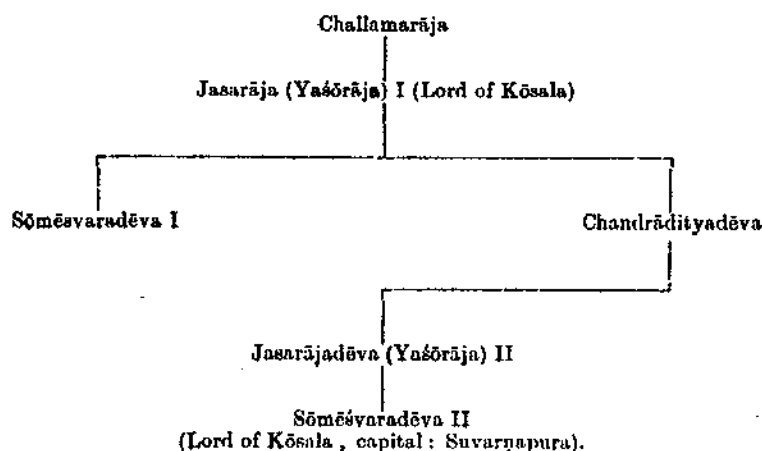 Challamarāja
Jasarāja (Yaśōrāja) I (Lord of Kōsala)
Sōmēsvaradēva I
Chandrādityadēva
Jasarājadēva (Yaśōrāja) II
Sōmēśvaradēva II
(Lord of Kōsala , capital : Suvarṇapura).